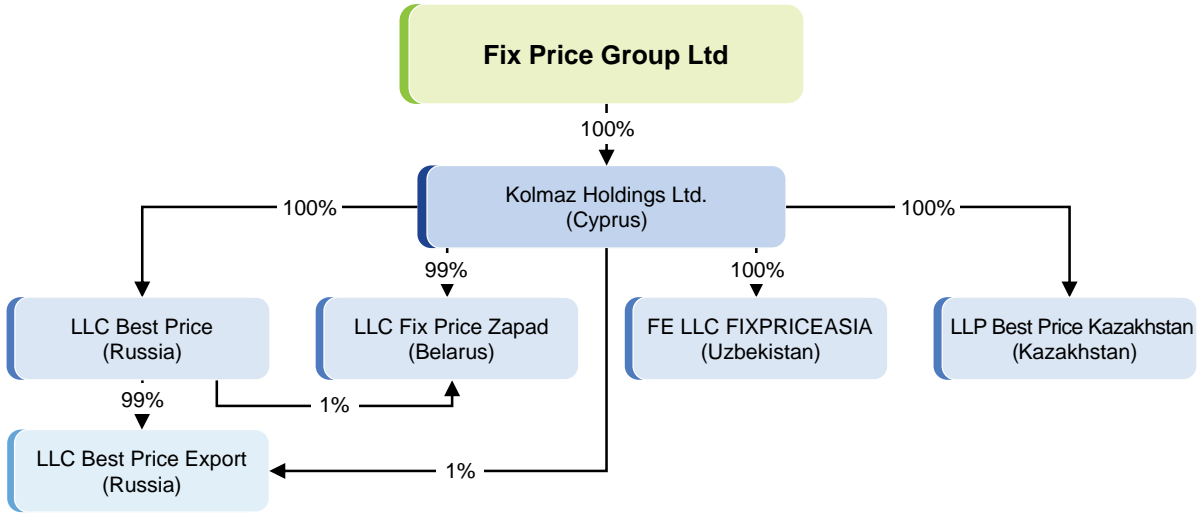 Fix Price Group Ltd
100%
Kolmaz Holdings Ltd.
(Cyprus)
100%
100%
99%
100%
LLC Best Price
(Russia)
LLC Fix Price Zapad
(Belarus)
FE LLC FIXPRICEASIA
(Uzbekistan)
LLP Best Price Kazakhstan
(Kazakhstan)
99%
1%
LLC Best Price Export
(Russia)
1%